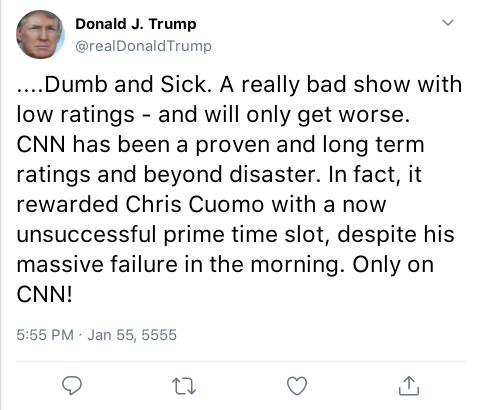 Donald J. Trump
@realDonaldTrump
....Dumb and Sick. A really bad show with
low ratings - and will only get worse.
CNN has been a proven and long term
ratings and beyond disaster. In fact, it
rewarded Chris Cuomo with a now
unsuccessful prime time slot, despite his
massive failure in the morning. Only on
CNN!
5:55 PM · Jan 55, 5555